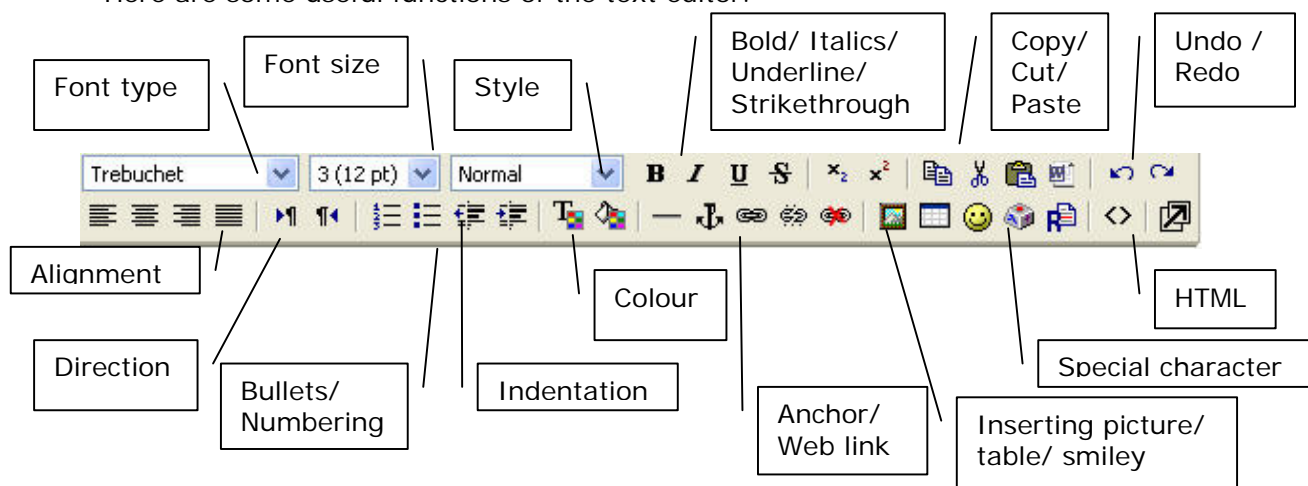 Here are some useful functions of the text editor:
Font type
Font size
Style
Bold/ Italics/
Underline/
Strikethrough
Copy/
Cut/
Paste
Undo /
Redo
Trebuchet
3 (12 pt)
Normal
B I U S x₂ x²
Alignment
Direction
Bullets/
Numbering
Indentation
Colour
Anchor/
Web link
Inserting picture/
table/ smiley
Special character
HTML